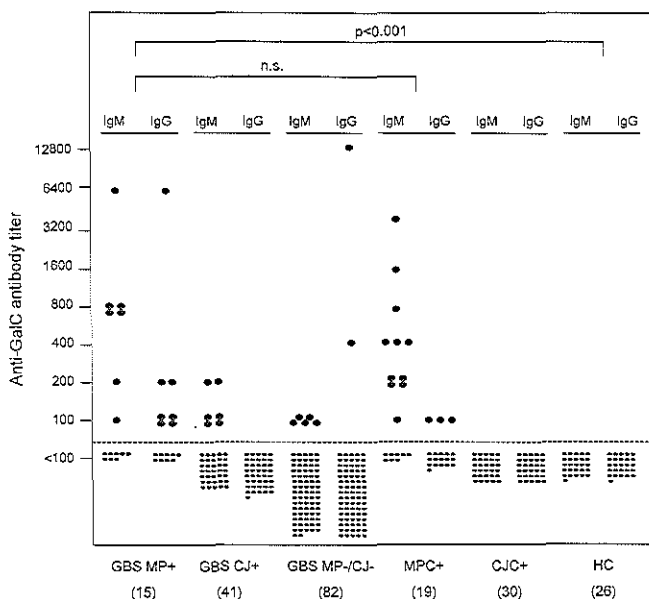 p<0.001
n.s.
IgM IgG IgM IgG IgM IgG IgM IgG IgM IgG IgM IgG
12800
6400
3200
1600
800
400
200
100
<100
Anti-GalC antibody titer
GBS MP+ GBS CJ+ GBS MP-/CJ- MPC+ CJC+ HC
(15) (41) (82) (19) (30) (26)